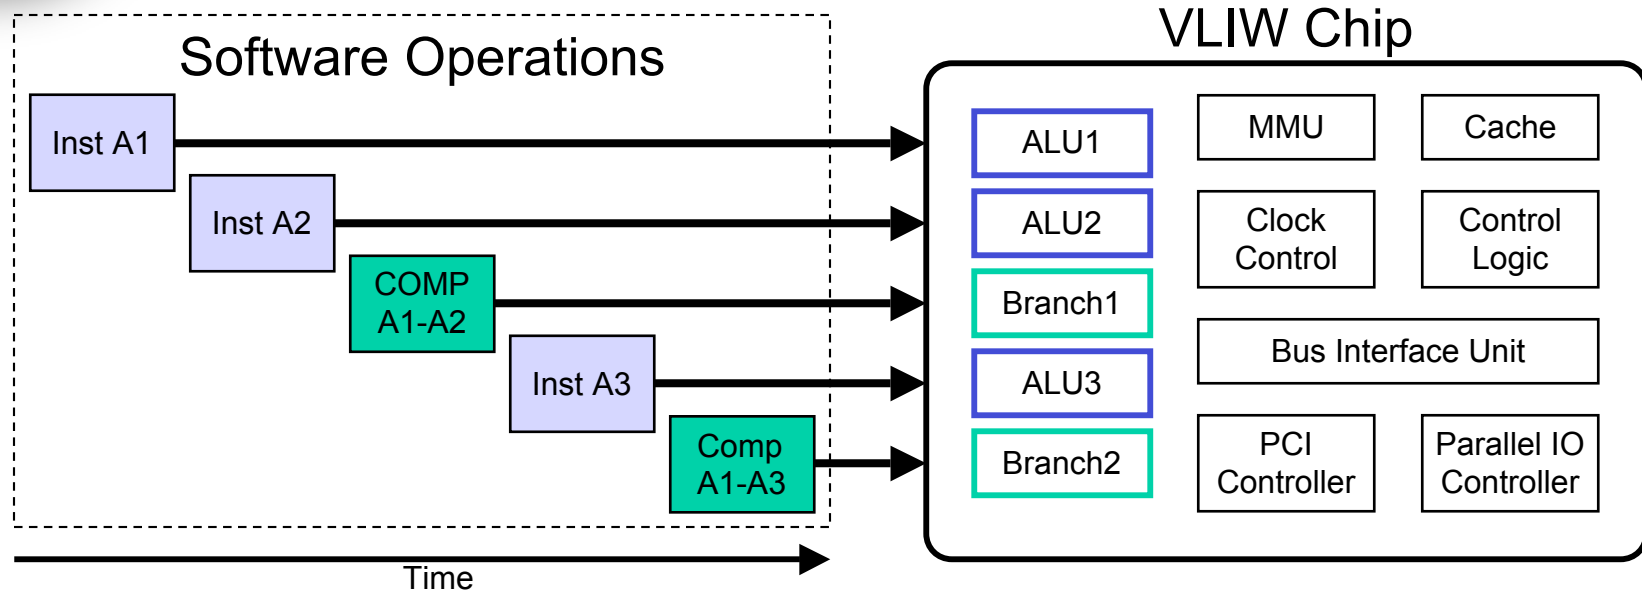 Software Operations
Inst A1
Inst A2
COMP
A1-A2
Inst A3
Comp
A1-A3
Time
VLIW Chip
ALU1
ALU2
Branch1
ALU3
Branch2
MMU
Cache
Clock
Control
Control
Logic
Bus Interface Unit
PCI
Controller
Parallel IO
Controller